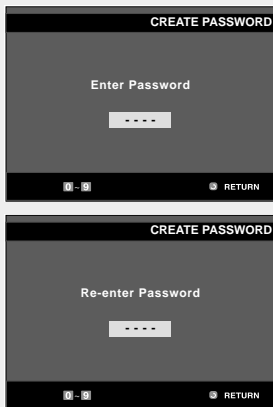 CREATE PASSWORD
Enter Password
- - - -
0 ~ 9 RETURN
CREATE PASSWORD
Re-enter Password
- - - -
0 ~ 9 RETURN